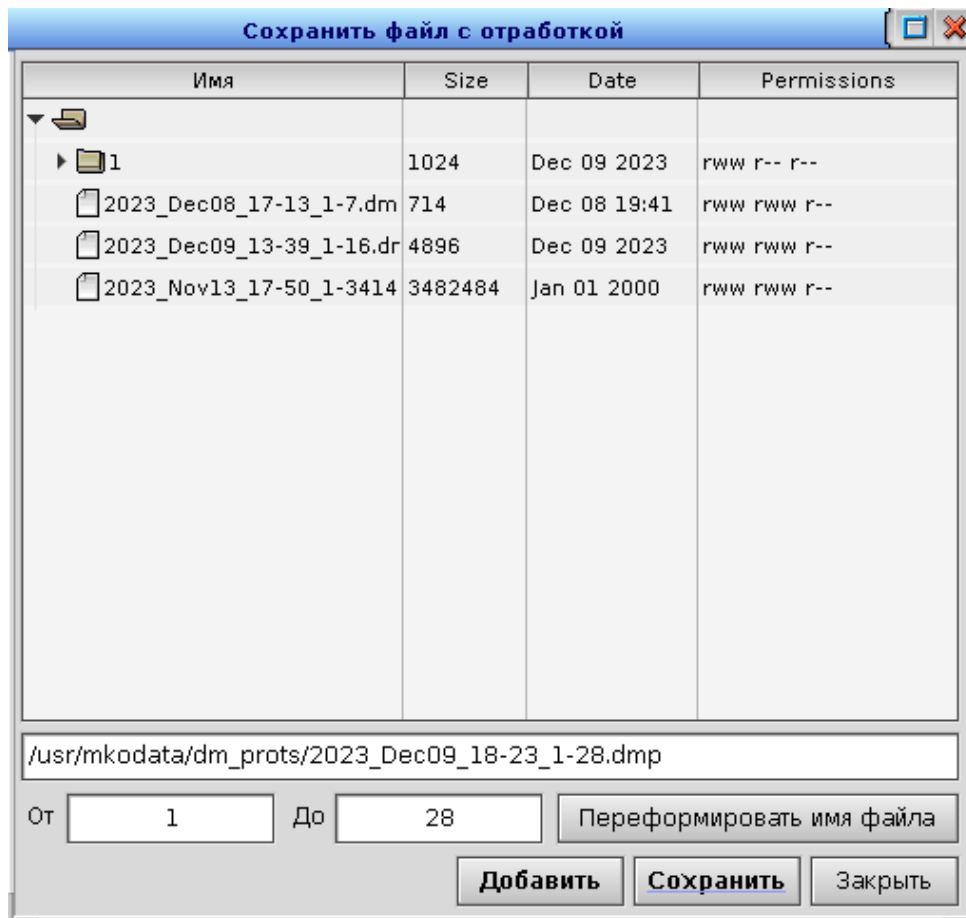 Сохранить файл с отработкой
Имя Size Date Permissions
1 1024 Dec 09 2023 rww r-- r--
2023_Dec08_17-13_1-7.dm 714 Dec 08 19:41 rww rww r--
2023_Dec09_13-39_1-16.dr 4896 Dec 09 2023 rww rww r--
2023_Nov13_17-50_1-3414 3482484 Jan 01 2000 rww rww r--
/usr/mkodata/dm_prots/2023_Dec09_18-23_1-28.dmp
От 1 До 28 Переформировать имя файла
Добавить Сохранить Закрыть